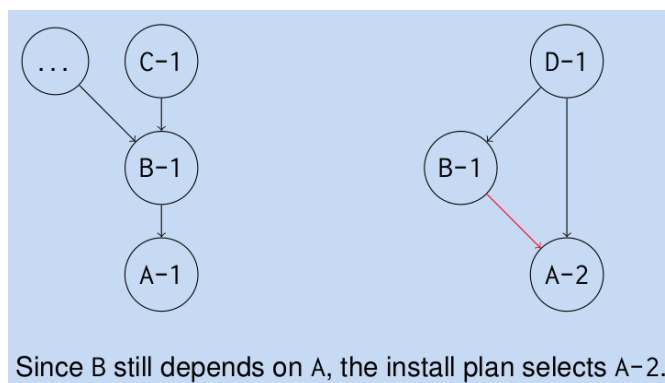 ...
C-1
D-1
B-1
B-1
A-1
A-2
Since B still depends on A, the install plan selects A-2.